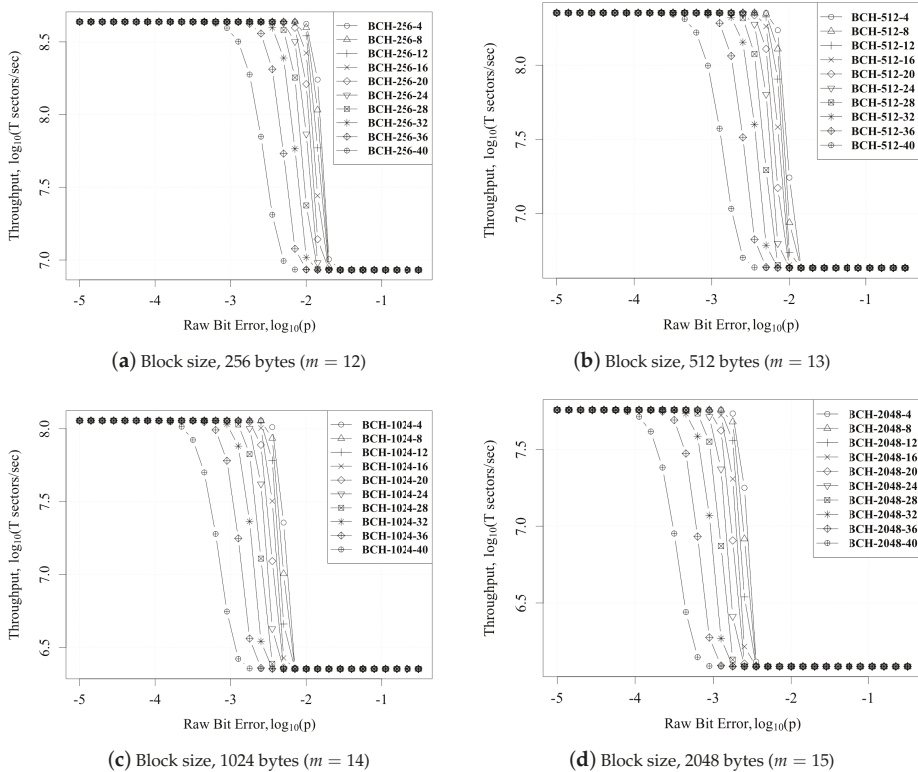 Throughput, log10(T sectors/sec)
8.5
8.0
7.5
7.0
-5 -4 -3 -2 -1
Raw Bit Error, log10(p)
BCH-256-4
BCH-256-8
BCH-256-12
BCH-256-16
BCH-256-20
BCH-256-24
BCH-256-28
BCH-256-32
BCH-256-36
BCH-256-40
(a) Block size, 256 bytes (m = 12)
Throughput, log10(T sectors/sec)
8.0
7.5
7.0
-5 -4 -3 -2 -1
Raw Bit Error, log10(p)
BCH-512-4
BCH-512-8
BCH-512-12
BCH-512-16
BCH-512-20
BCH-512-24
BCH-512-28
BCH-512-32
BCH-512-36
BCH-512-40
(b) Block size, 512 bytes (m = 13)
Throughput, log10(T sectors/sec)
8.0
7.5
7.0
6.5
-5 -4 -3 -2 -1
Raw Bit Error, log10(p)
BCH-1024-4
BCH-1024-8
BCH-1024-12
BCH-1024-16
BCH-1024-20
BCH-1024-24
BCH-1024-28
BCH-1024-32
BCH-1024-36
BCH-1024-40
(c) Block size, 1024 bytes (m = 14)
Throughput, log10(T sectors/sec)
7.5
7.0
6.5
-5 -4 -3 -2 -1
Raw Bit Error, log10(p)
BCH-2048-4
BCH-2048-8
BCH-2048-12
BCH-2048-16
BCH-2048-20
BCH-2048-24
BCH-2048-28
BCH-2048-32
BCH-2048-36
BCH-2048-40
(d) Block size, 2048 bytes (m = 15)